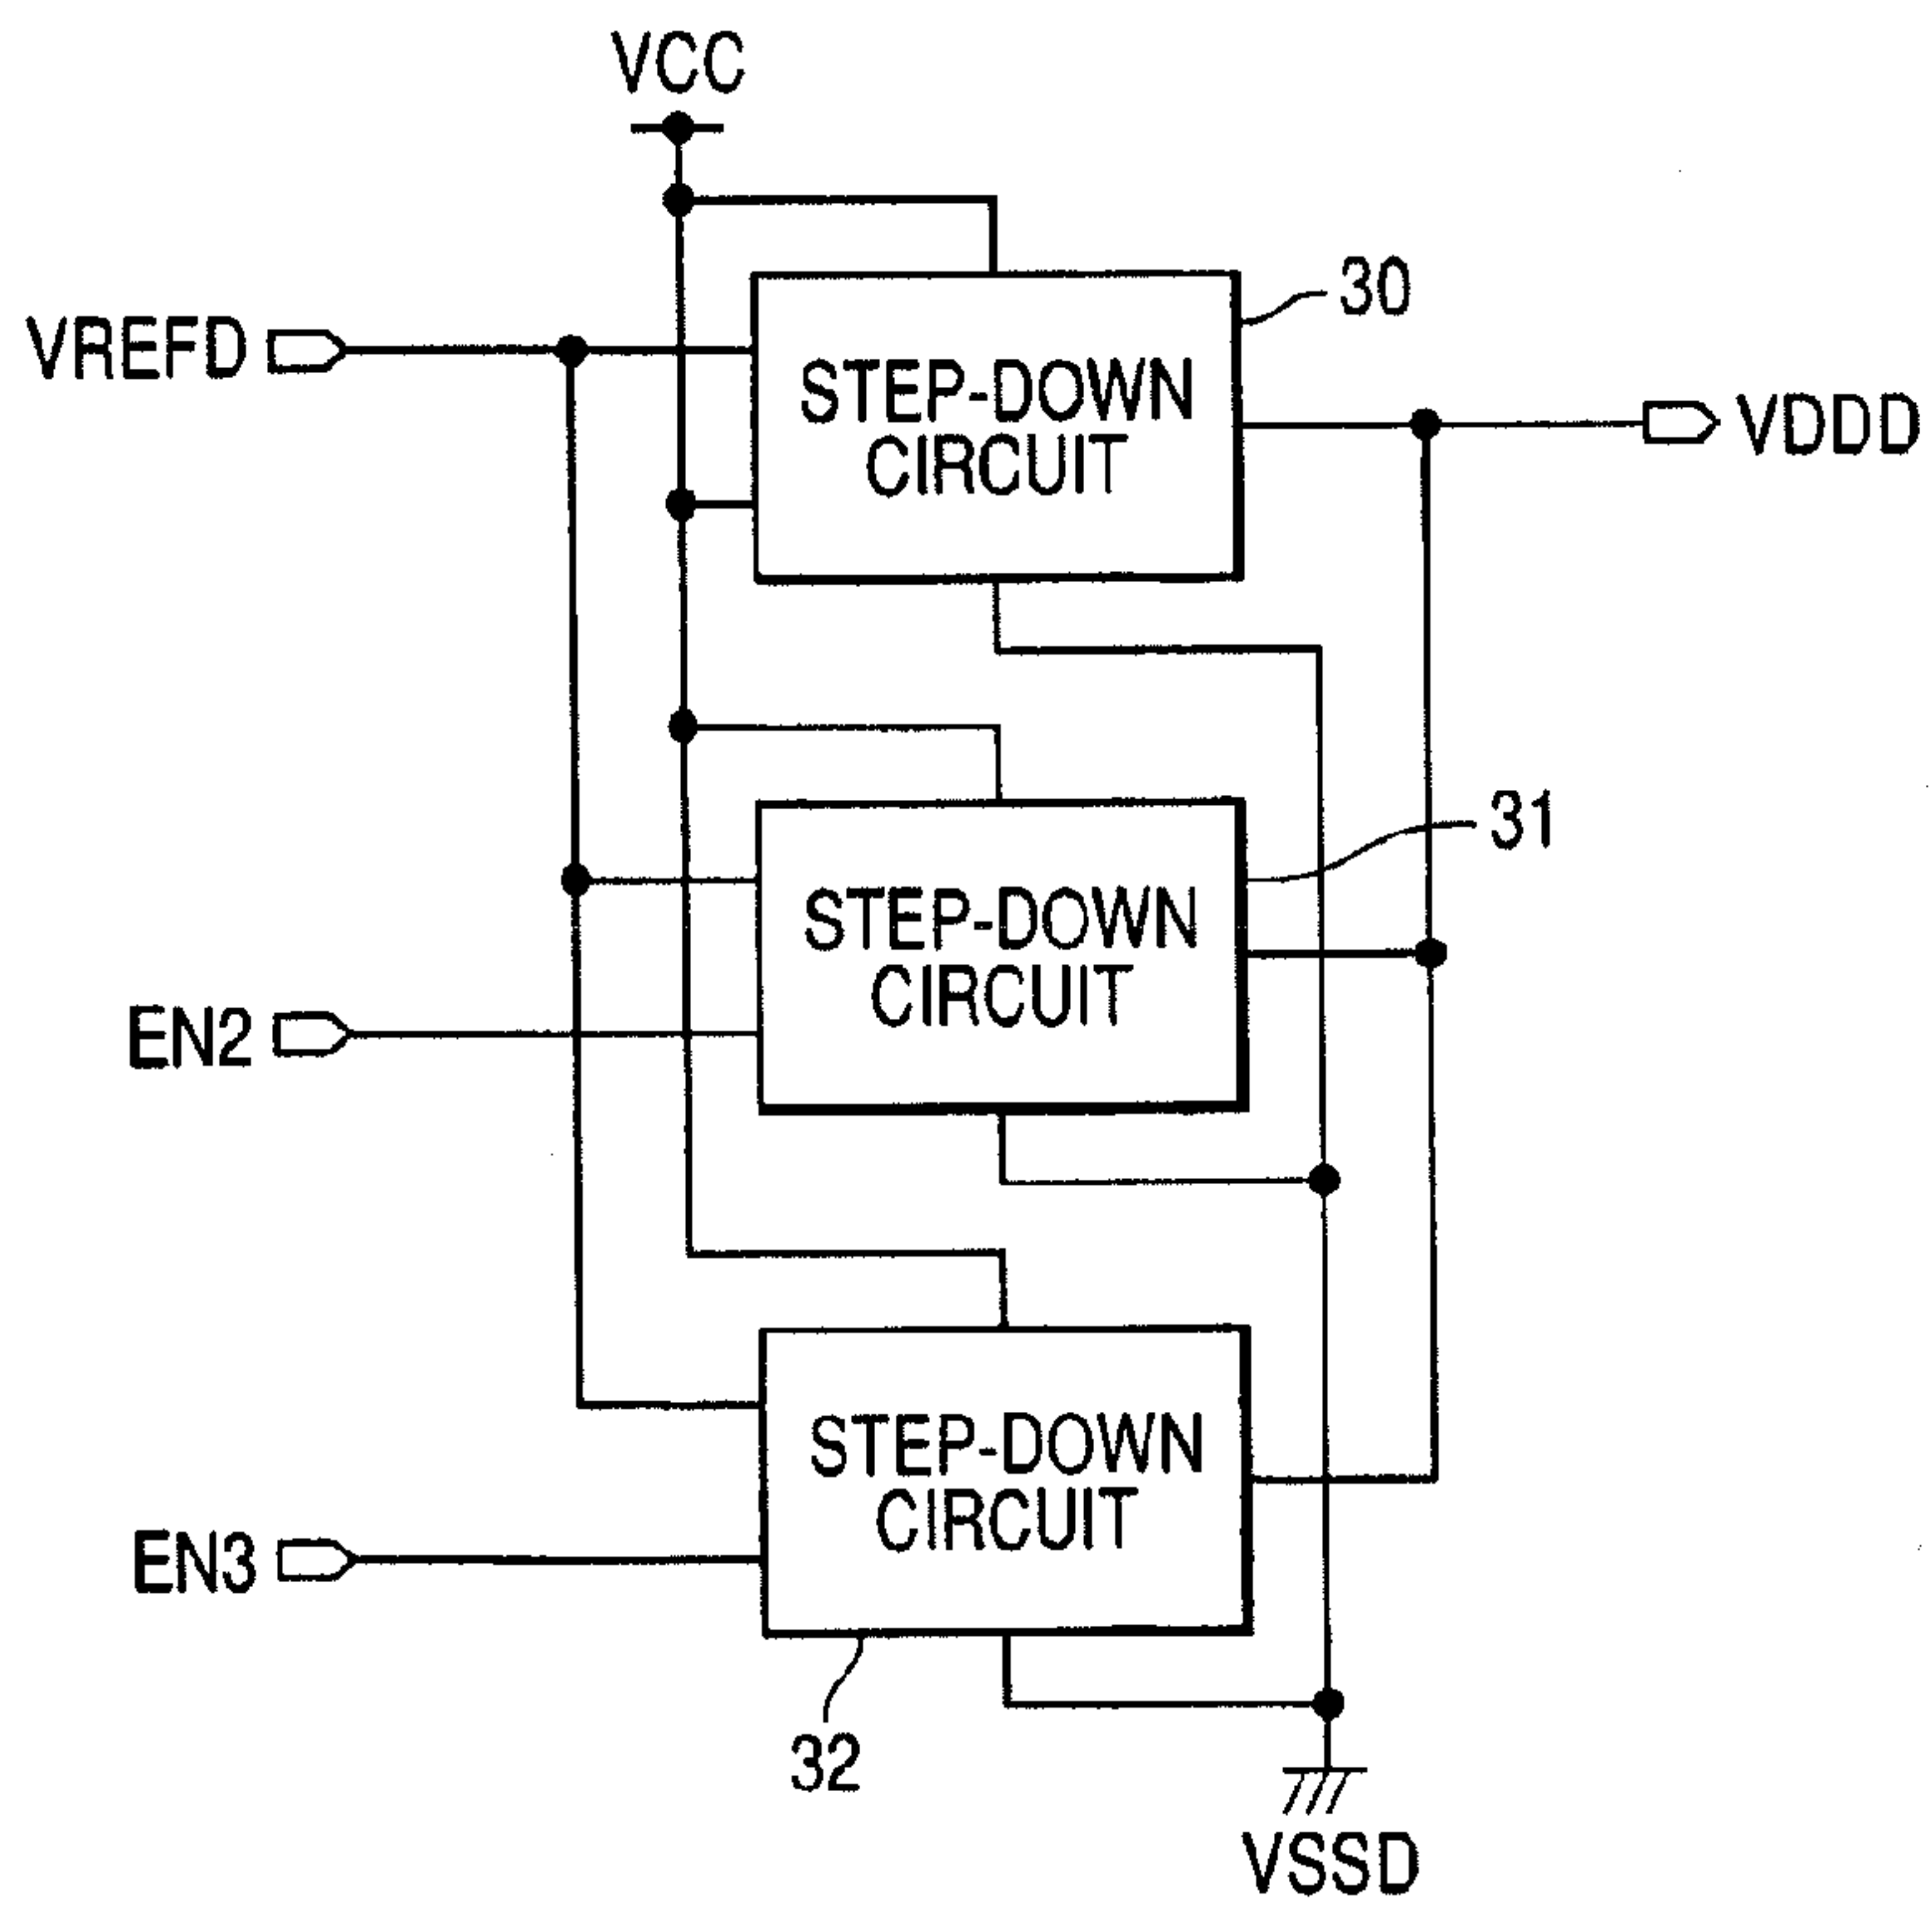 VCC
30
VREFD
STEP-DOWN
CIRCUIT
VDDD
31
STEP-DOWN
CIRCUIT
EN2
STEP-DOWN
CIRCUIT
EN3
32
VSSD